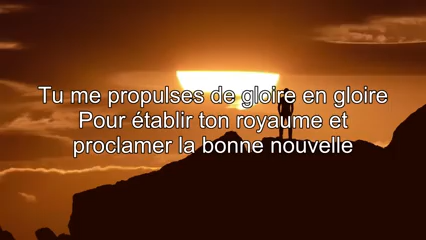 Tu me propulses de gloire en gloire
Pour établir ton royaume et
proclamer la bonne nouvelle